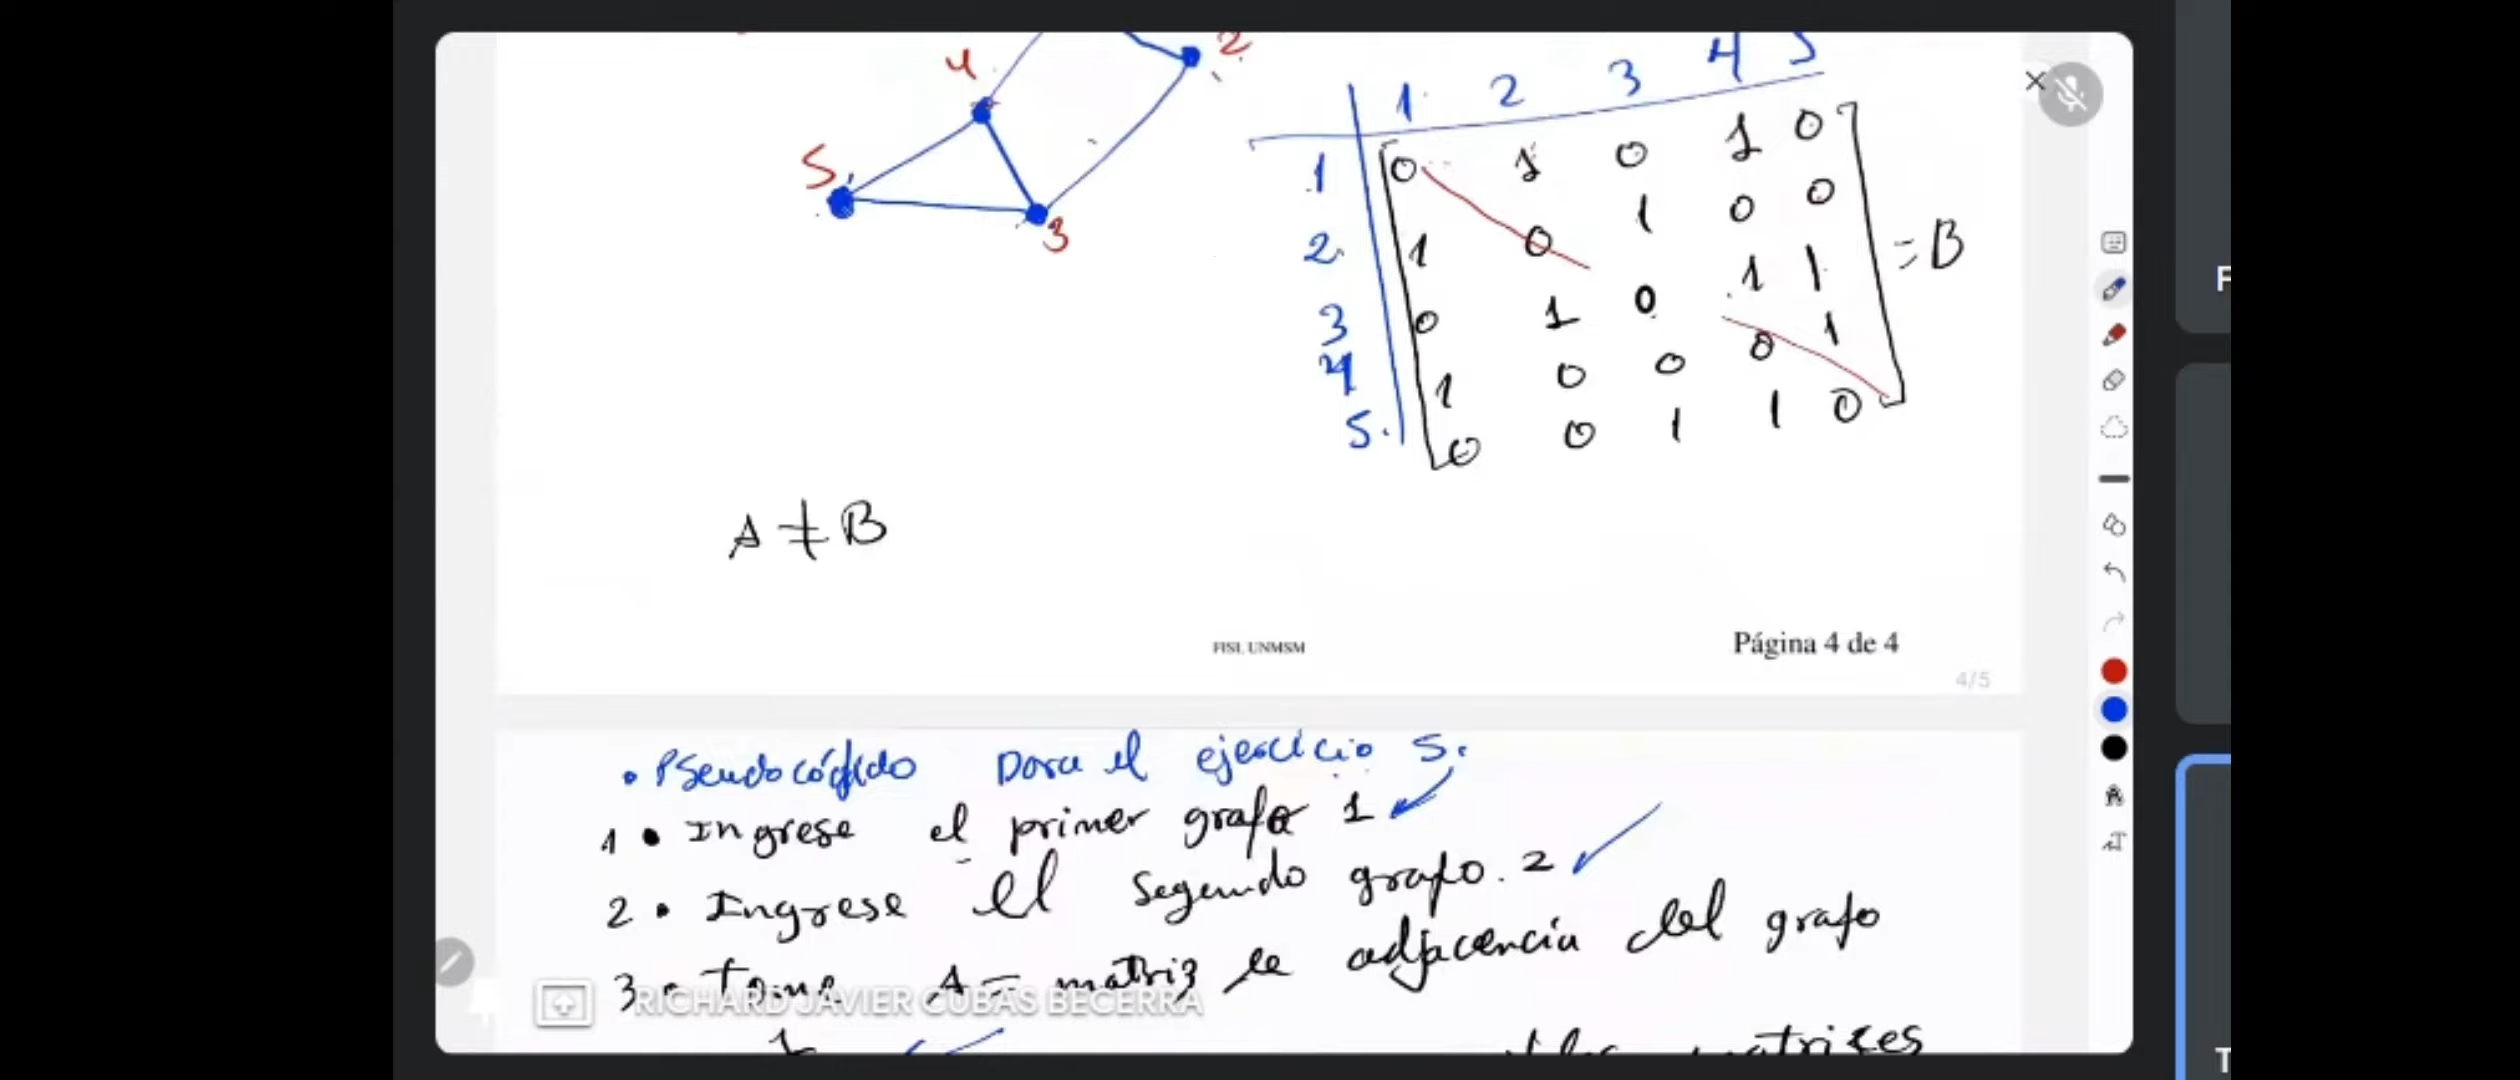 4 2
5
3
1 2 3 4 5
1 0 1 0 1 0
2 1 0 1 0 0
3 0 1 0 1 1
4 1 0 0 0 1
5. 0 0 1 1 0
= B
A ≠ B
FISI. UNMSM
Página 4 de 4
4/5
F
• el ejercicio 5.
1 • Ingrese el primer grafo 1
2 • Ingrese el segundo grafo. 2
3 • tome A = matriz de adjacencia del grafo
RICHARD JAVIER CUBAS BECERRA
1 matrices
T